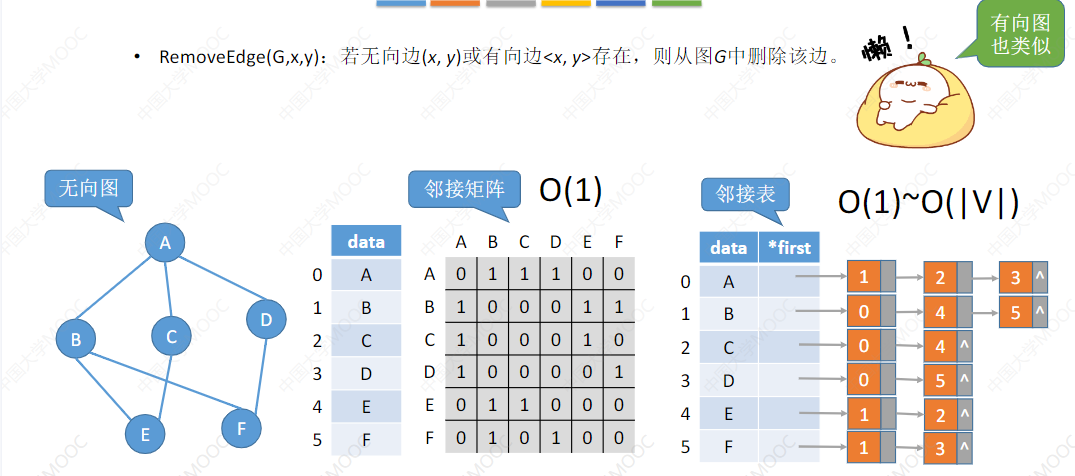 有向图
也类似
懒！
• RemoveEdge(G,x,y)：若无向边(x, y)或有向边<x, y>存在，则从图G中删除该边。
无向图
邻接矩阵
O(1)
邻接表
O(1)~O(|V|)
A
B
C
D
E
F
data
0 A
1 B
2 C
3 D
4 E
5 F
A B C D E F
A 0 1 1 1 0 0
B 1 0 0 0 1 1
C 1 0 0 0 1 0
D 1 0 0 0 0 1
E 0 1 1 0 0 0
F 0 1 0 1 0 0
data *first
0 A 1 2 3 ^
1 B 0 4 5 ^
2 C 0 4 ^
3 D 0 5 ^
4 E 1 2 ^
5 F 1 3 ^
中国大学MOOC